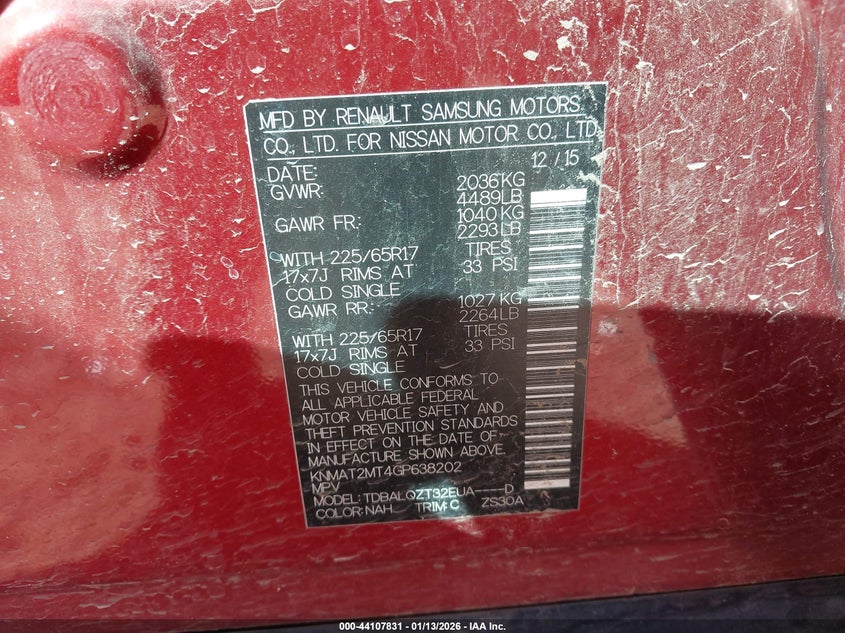 MFD BY RENAULT SAMSUNG MOTORS
CO., LTD. FOR NISSAN MOTOR CO., LTD.
DATE: 12 / 15
GVWR: 2036KG
4489LB
GAWR FR: 1040 KG
2293LB
WITH 225/65R17 TIRES
17x7J RIMS AT 33 PSI
COLD SINGLE
GAWR RR: 1027 KG
2264LB
WITH 225/65R17 TIRES
17x7J RIMS AT 33 PSI
COLD SINGLE
THIS VEHICLE CONFORMS TO
ALL APPLICABLE FEDERAL
MOTOR VEHICLE SAFETY AND
THEFT PREVENTION STANDARDS
IN EFFECT ON THE DATE OF
MANUFACTURE SHOWN ABOVE.
KNMAT2MT4GP638202
MPV
MODEL:TDBALQZT32EUA----D
COLOR:NAH TRIM:C ZS30A
000-44107831 - 01/13/2026 - IAA Inc.